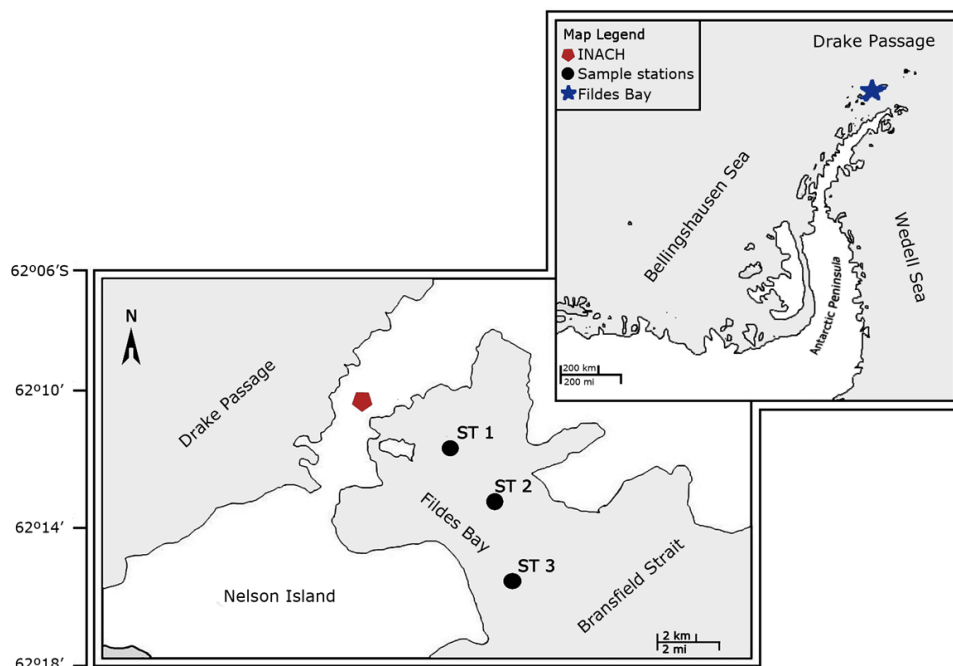 Map Legend
INACH
Sample stations
Fildes Bay
Drake Passage
Bellingshausen Sea
Wedell Sea
Antarctic Peninsula
200 km
200 mi
62º06'S
62º10'
62º14'
62º18'
N
Drake Passage
ST 1
ST 2
Fildes Bay
ST 3
Nelson Island
Bransfield Strait
2 km
2 mi